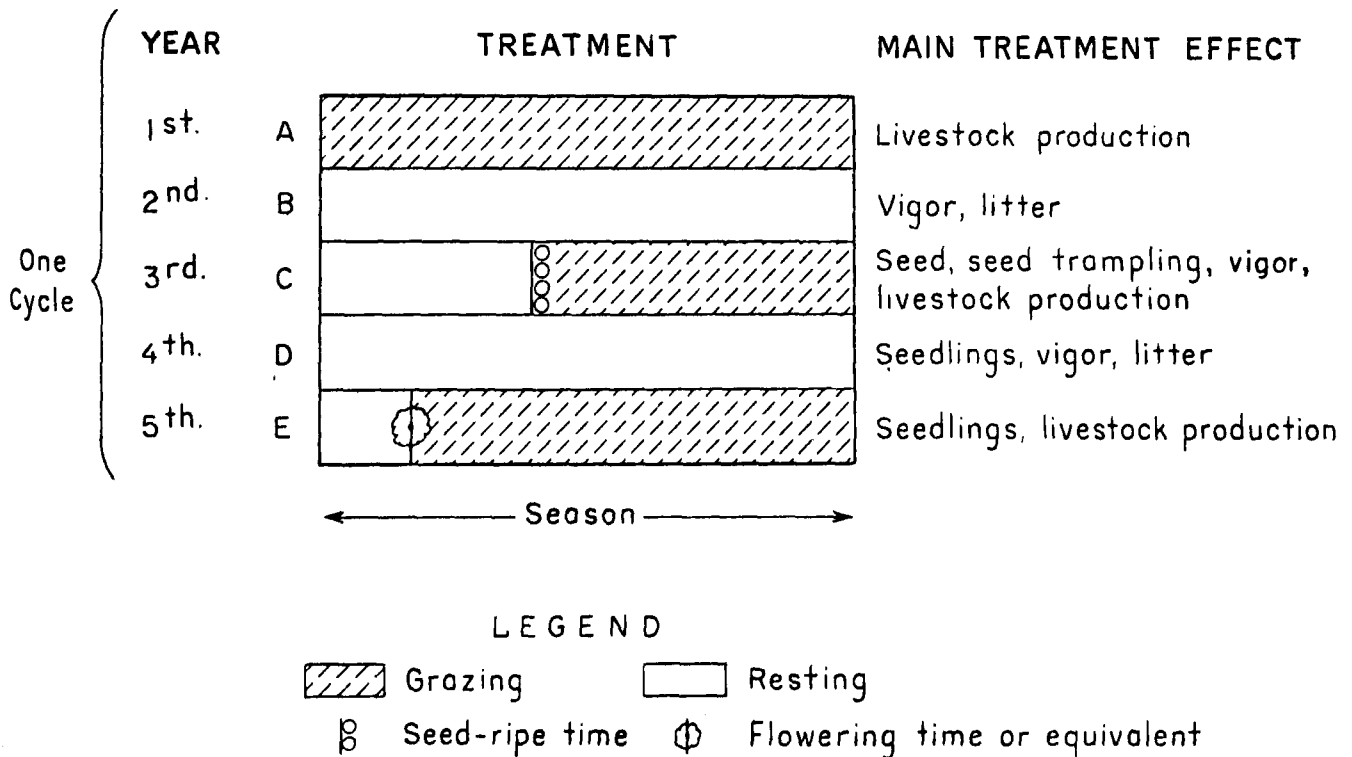 YEAR TREATMENT MAIN TREATMENT EFFECT
1st. A Livestock production
2nd. B Vigor, litter
3rd. C Seed, seed trampling, vigor,
livestock production
4th. D Seedlings, vigor, litter
5th. E Seedlings, livestock production
One
Cycle
Season
LEGEND
Grazing Resting
Seed-ripe time Flowering time or equivalent